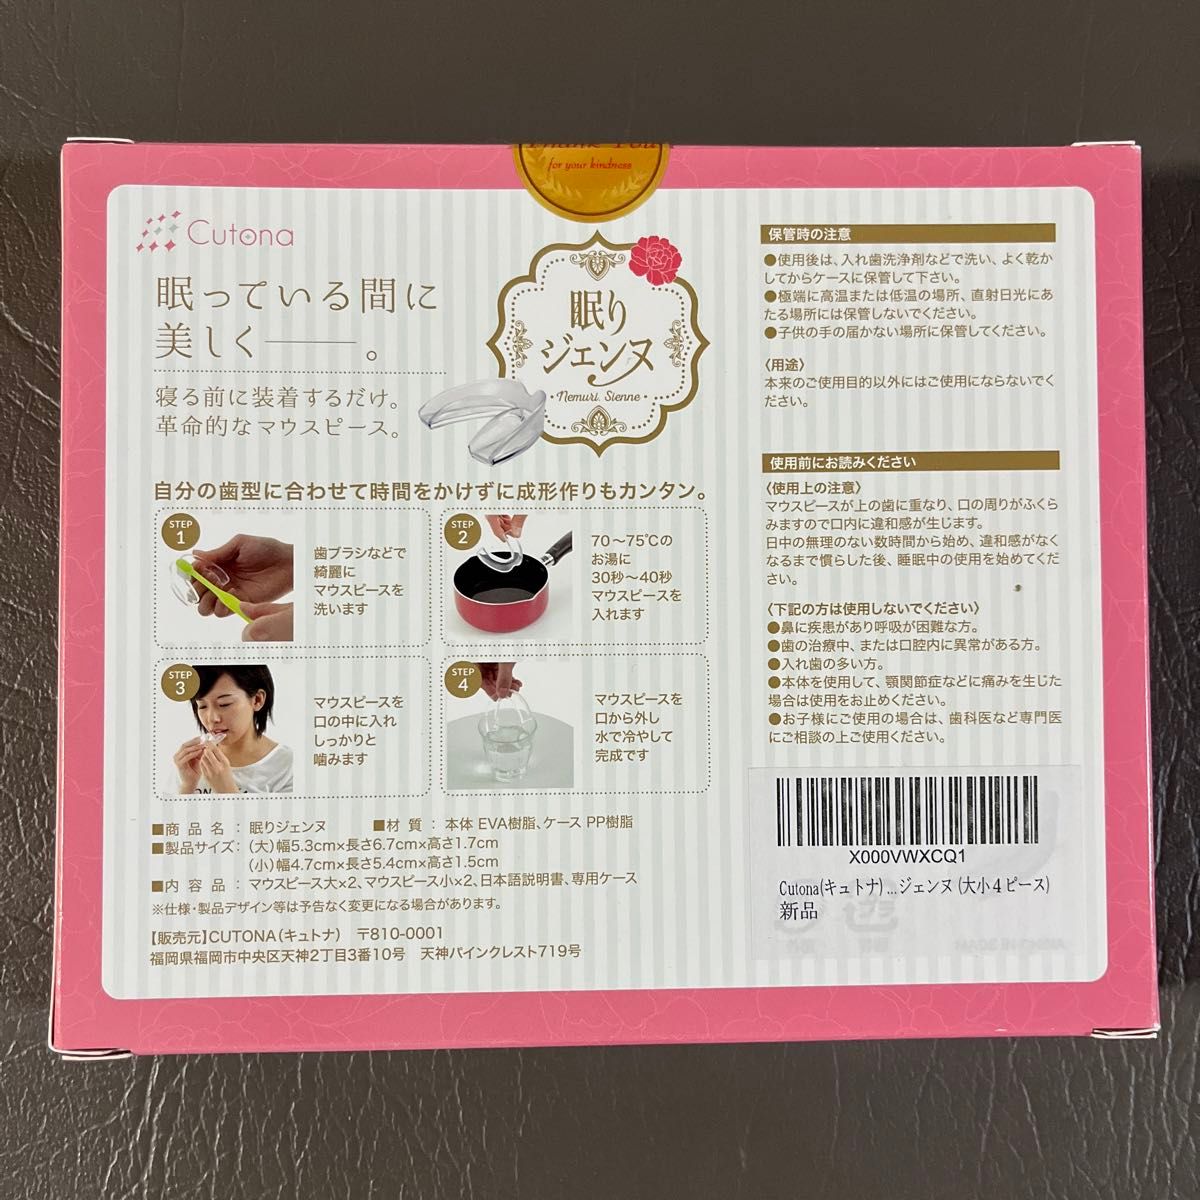 Thank You
for your kindness
Cutona
眠っている間に
美しく――。
寝る前に装着するだけ。
革命的なマウスピース。
眠り
ジェンヌ
Nemuri Sienne
自分の歯型に合わせて時間をかけずに成形作りもカンタン。
STEP
1
歯ブラシなどで
綺麗に
マウスピースを
洗います
STEP
2
70〜75℃の
お湯に
30秒〜40秒
マウスピースを
入れます
STEP
3
マウスピースを
口の中に入れ
しっかりと
噛みます
STEP
4
マウスピースを
口から外し
水で冷やして
完成です
■商品名：眠りジェンヌ ■材質：本体 EVA樹脂、ケース PP樹脂
■製品サイズ：（大）幅5.3cm×長さ6.7cm×高さ1.7cm
（小）幅4.7cm×長さ5.4cm×高さ1.5cm
■内容品：マウスピース大×2、マウスピース小×2、日本語説明書、専用ケース
※仕様・製品デザイン等は予告なく変更になる場合があります。
【販売元】CUTONA（キュトナ） 〒810-0001
福岡県福岡市中央区天神2丁目3番10号 天神パインクレスト719号
保管時の注意
●使用後は、入れ歯洗浄剤などで洗い、よく乾か
してからケースに保管して下さい。
●極端に高温または低温の場所、直射日光にあ
たる場所には保管しないでください。
●子供の手の届かない場所に保管してください。
〈用途〉
本来のご使用目的以外にはご使用にならないでく
ださい。
使用前にお読みください
〈使用上の注意〉
マウスピースが上の歯に重なり、口の周りがふくら
みますので口内に違和感が生じます。
日中の無理のない数時間から始め、違和感がなく
なるまで慣らした後、睡眠中の使用を始めてくだ
さい。
〈下記の方は使用しないでください〉
●鼻に疾患があり呼吸が困難な方。
●歯の治療中、または口腔内に異常がある方。
●入れ歯の多い方。
●本体を使用して、顎関節症などに痛みを生じた
場合は使用をお止めください。
●お子様にご使用の場合は、歯科医など専門医
にご相談の上ご使用ください。
X000VWXCQ1
Cutona(キュトナ) ...ジェンヌ (大小４ピース)
新品